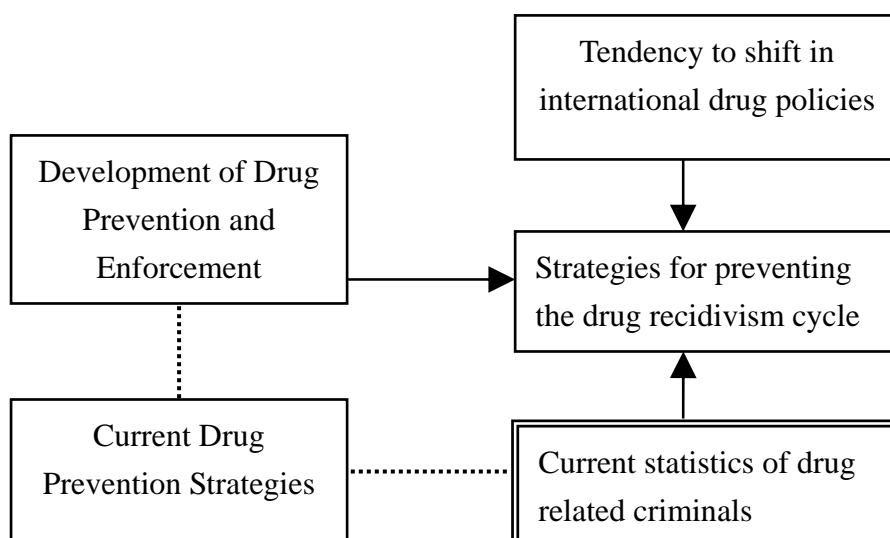 Tendency to shift in
international drug policies
Development of Drug
Prevention and
Enforcement
Strategies for preventing
the drug recidivism cycle
Current Drug
Prevention Strategies
Current statistics of drug
related criminals